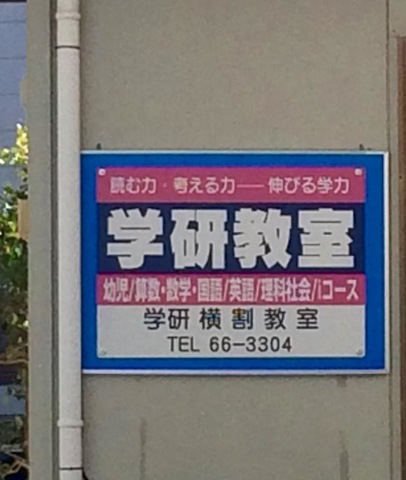 読む力・考える力──伸びる学力
学研教室
幼児/算数・数学・国語/英語/理科社会/iコース
学研横割教室
TEL 66-3304